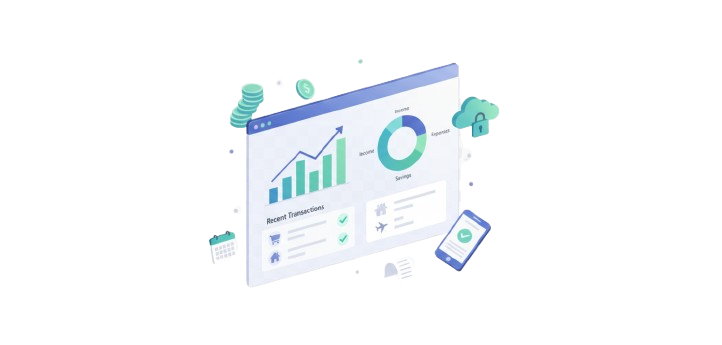 $
Income
Expenses
Income
Savings
Recent Transactions